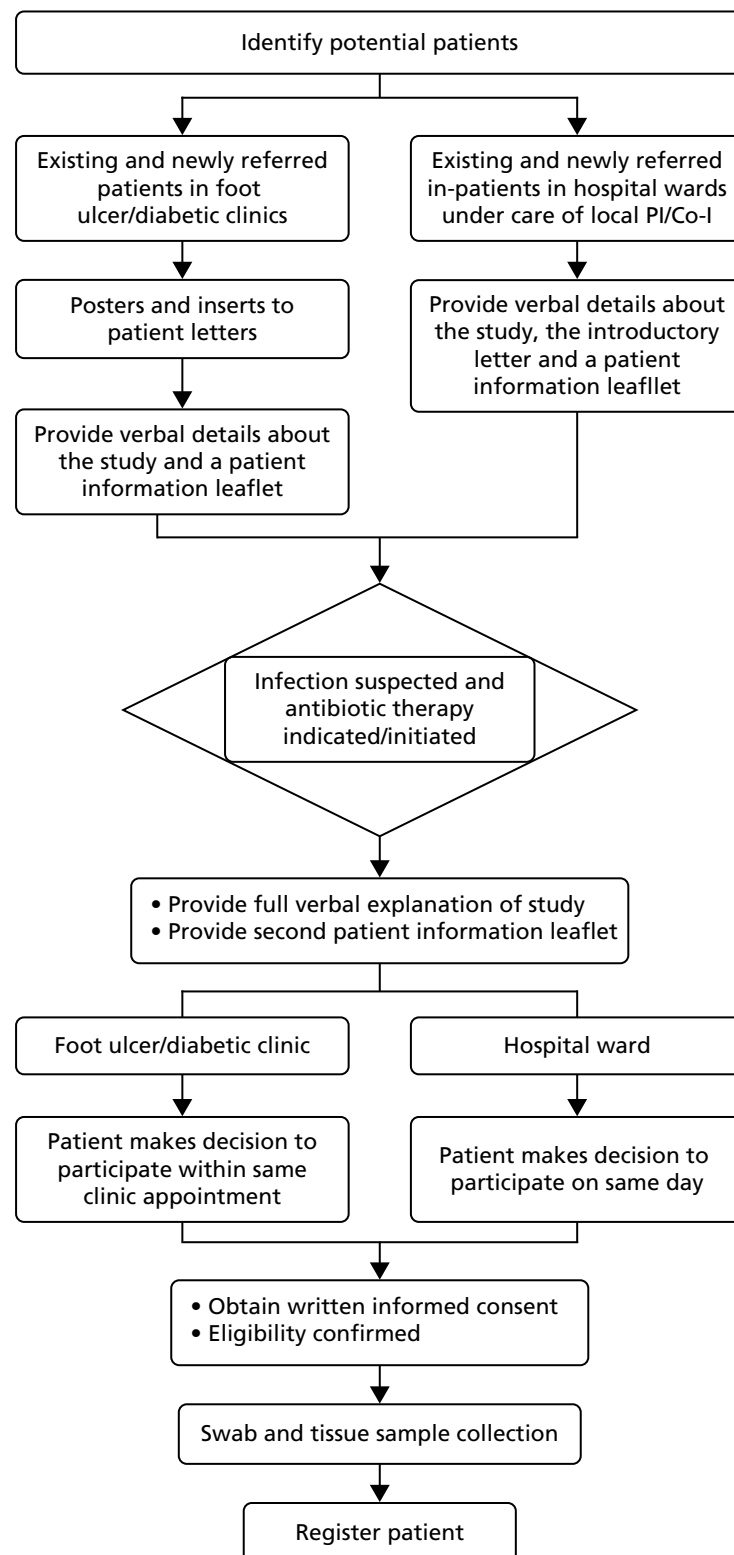 Identify potential patients
Existing and newly referred
patients in foot
ulcer/diabetic clinics
Existing and newly referred
in-patients in hospital wards
under care of local PI/Co-I
Posters and inserts to
patient letters
Provide verbal details about
the study, the introductory
letter and a patient
information leafllet
Provide verbal details about
the study and a patient
information leaflet
Infection suspected and
antibiotic therapy
indicated/initiated
• Provide full verbal explanation of study
• Provide second patient information leaflet
Foot ulcer/diabetic clinic
Hospital ward
Patient makes decision to
participate within same
clinic appointment
Patient makes decision to
participate on same day
• Obtain written informed consent
• Eligibility confirmed
Swab and tissue sample collection
Register patient